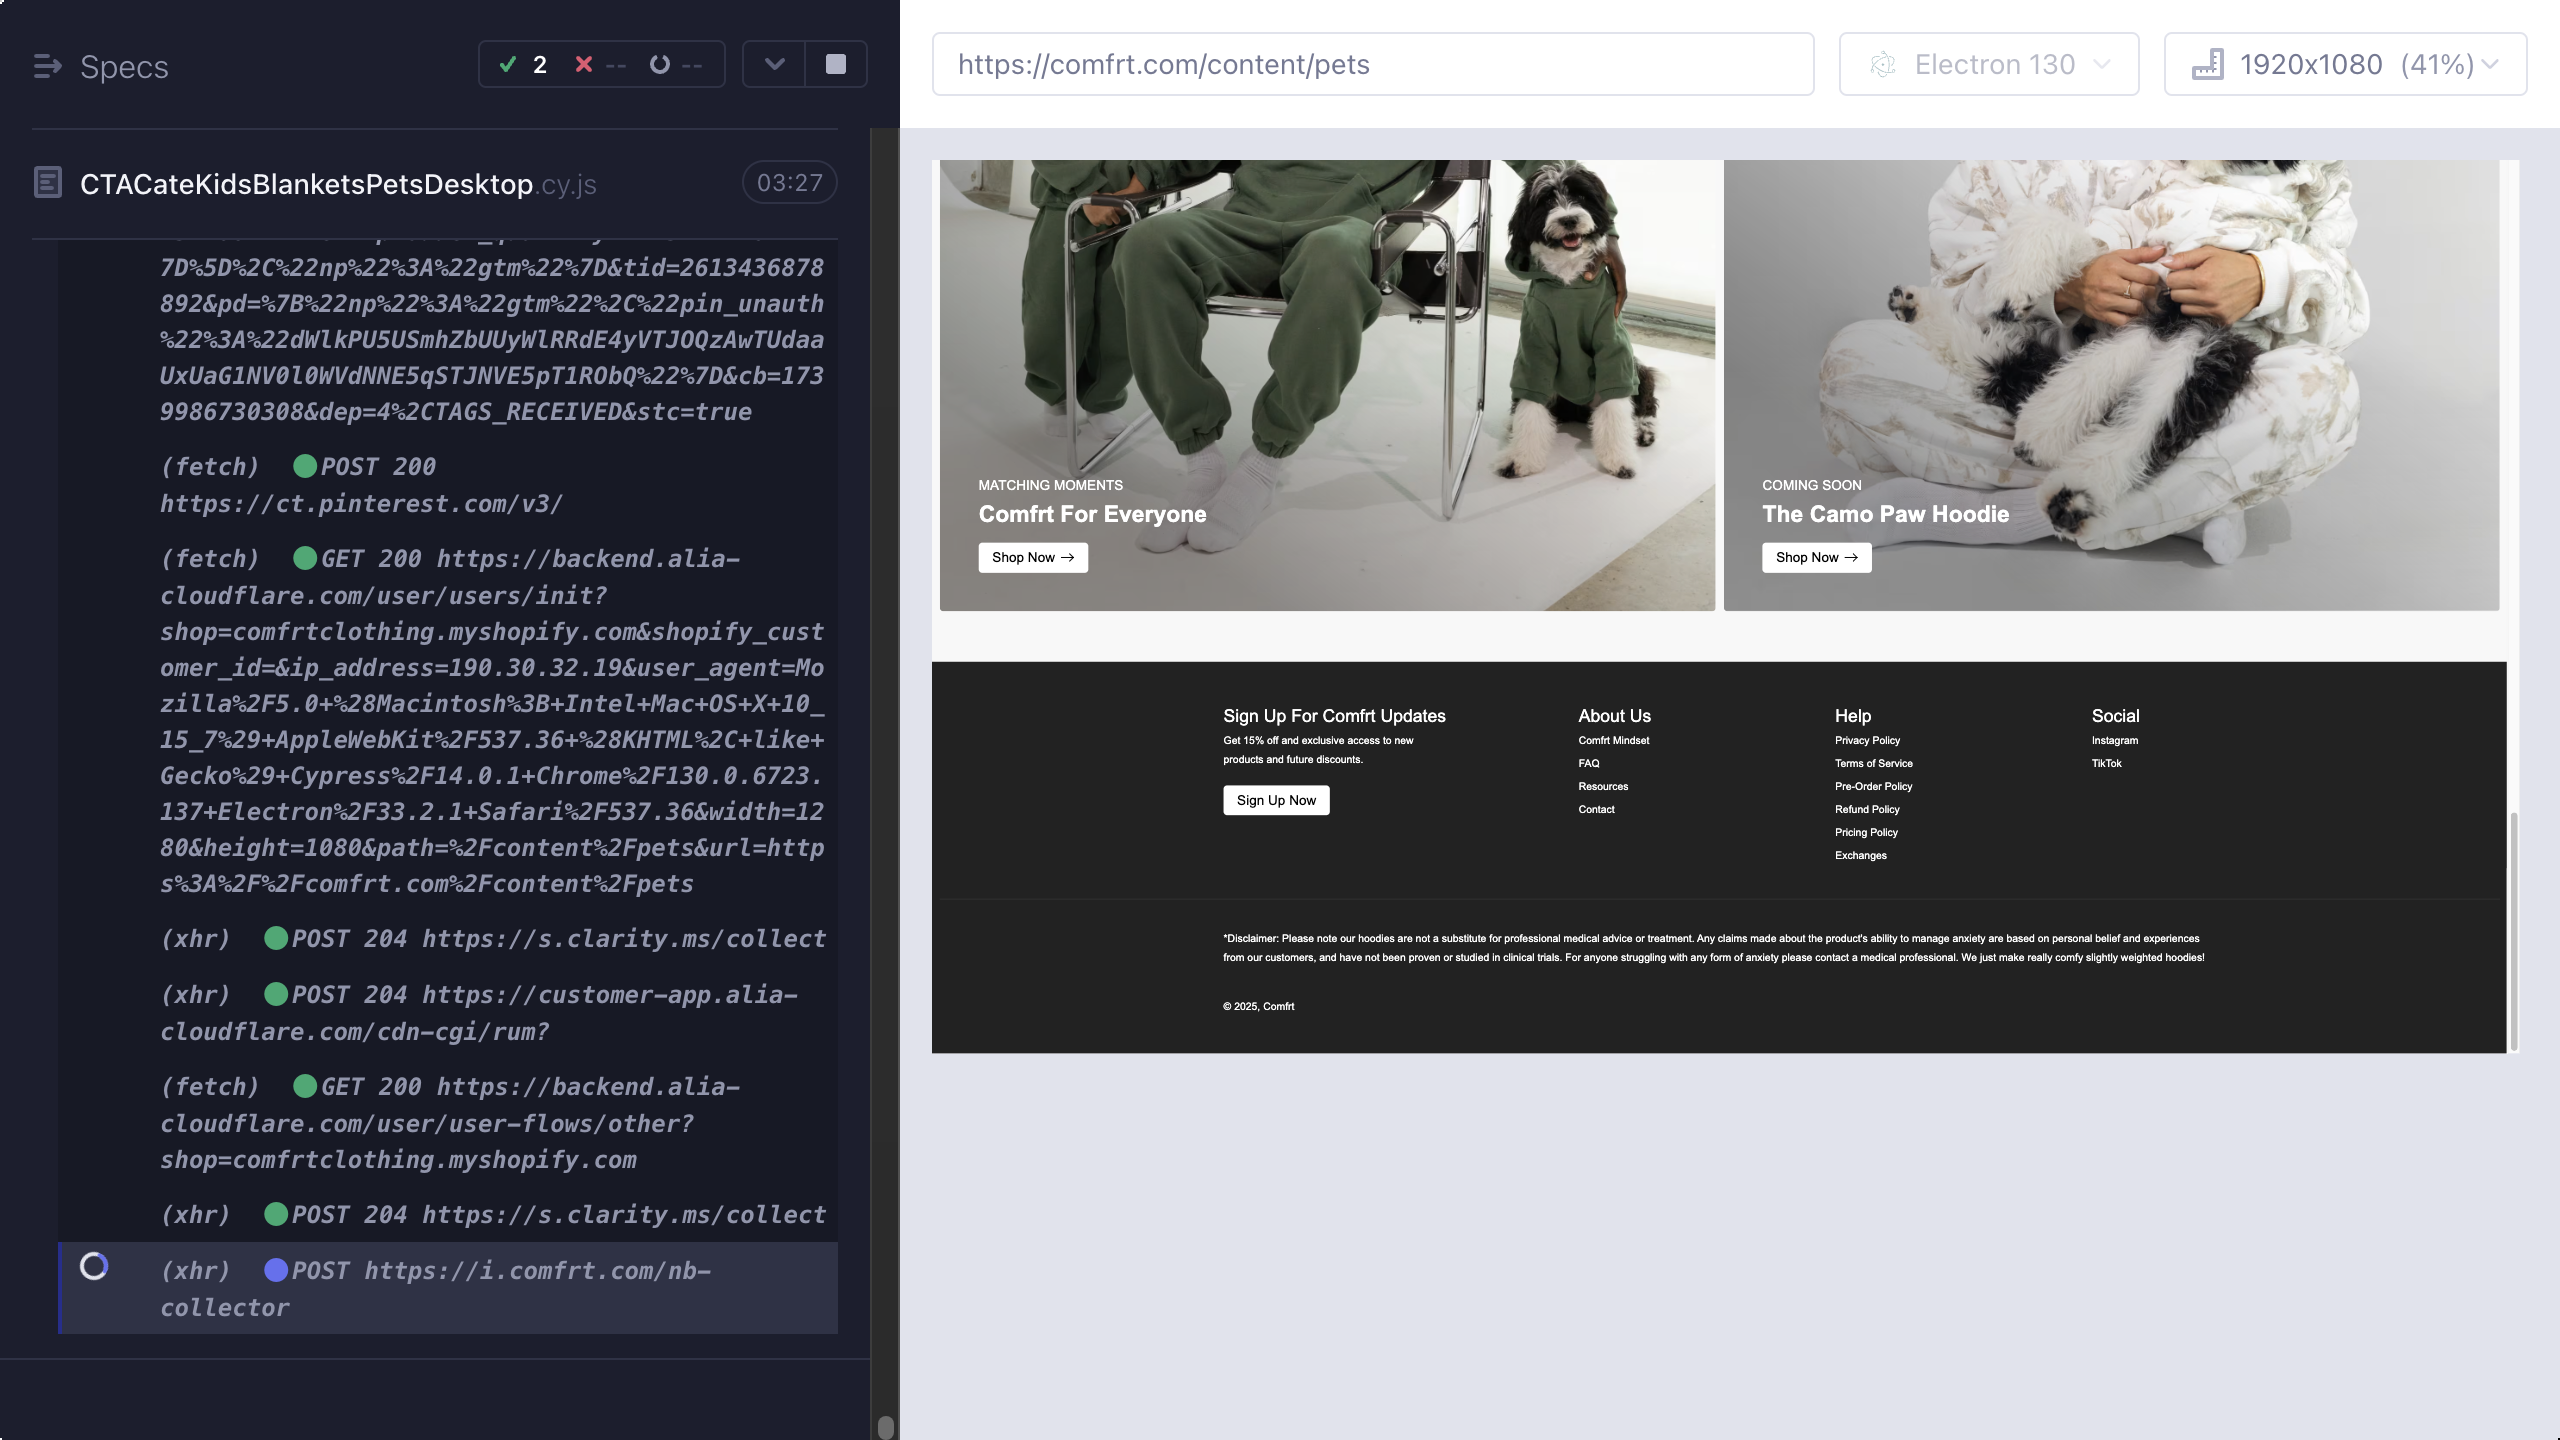 Specs
2
--
--
https://comfrt.com/content/pets
Electron 130
1920x1080 (41%)
CTACateKidsBlanketsPetsDesktop.cy.js
03:27
7D%5D%2C%22np%22%3A%22gtm%22%7D&tid=2613436878
892&pd=%7B%22np%22%3A%22gtm%22%2C%22pin_unauth
%22%3A%22dWlkPU5USmhZbUUyWlRRdE4yVTJOQzAwTUdaa
UxUaG1NV0l0WVdNNE5qSTJNVE5pT1RObQ%22%7D&cb=173
9986730308&dep=4%2CTAGS_RECEIVED&stc=true
(fetch) POST 200
https://ct.pinterest.com/v3/
(fetch) GET 200 https://backend.alia-
cloudflare.com/user/users/init?
shop=comfrtclothing.myshopify.com&shopify_cust
omer_id=&ip_address=190.30.32.19&user_agent=Mo
zilla%2F5.0+%28Macintosh%3B+Intel+Mac+OS+X+10_
15_7%29+AppleWebKit%2F537.36+%28KHTML%2C+like+
Gecko%29+Cypress%2F14.0.1+Chrome%2F130.0.6723.
137+Electron%2F33.2.1+Safari%2F537.36&width=12
80&height=1080&path=%2Fcontent%2Fpets&url=http
s%3A%2F%2Fcomfrt.com%2Fcontent%2Fpets
(xhr) POST 204 https://s.clarity.ms/collect
(xhr) POST 204 https://customer-app.alia-
cloudflare.com/cdn-cgi/rum?
(fetch) GET 200 https://backend.alia-
cloudflare.com/user/user-flows/other?
shop=comfrtclothing.myshopify.com
(xhr) POST 204 https://s.clarity.ms/collect
(xhr) POST https://i.comfrt.com/nb-
collector
MATCHING MOMENTS
Comfrt For Everyone
Shop Now →
COMING SOON
The Camo Paw Hoodie
Shop Now →
Sign Up For Comfrt Updates
Get 15% off and exclusive access to new
products and future discounts.
Sign Up Now
About Us
Comfrt Mindset
FAQ
Resources
Contact
Help
Privacy Policy
Terms of Service
Pre-Order Policy
Refund Policy
Pricing Policy
Exchanges
Social
Instagram
TikTok
*Disclaimer: Please note our hoodies are not a substitute for professional medical advice or treatment. Any claims made about the product's ability to manage anxiety are based on personal belief and experiences
from our customers, and have not been proven or studied in clinical trials. For anyone struggling with any form of anxiety please contact a medical professional. We just make really comfy slightly weighted hoodies!
© 2025, Comfrt